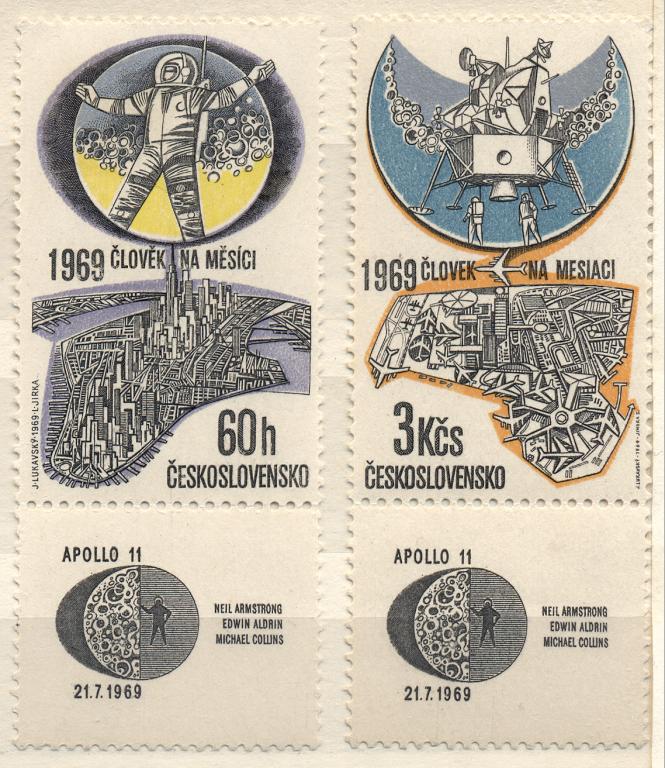 1969 ČLOVĚK NA MĚSÍCI
60h
ČESKOSLOVENSKO
J·LUKAVSKÝ·1969·L·JIRKA
APOLLO 11
NEIL ARMSTRONG
EDWIN ALDRIN
MICHAEL COLLINS
21.7.1969
1969 ČLOVEK NA MESIACI
3Kčs
ČESKOSLOVENSKO
APOLLO 11
NEIL ARMSTRONG
EDWIN ALDRIN
MICHAEL COLLINS
21.7.1969